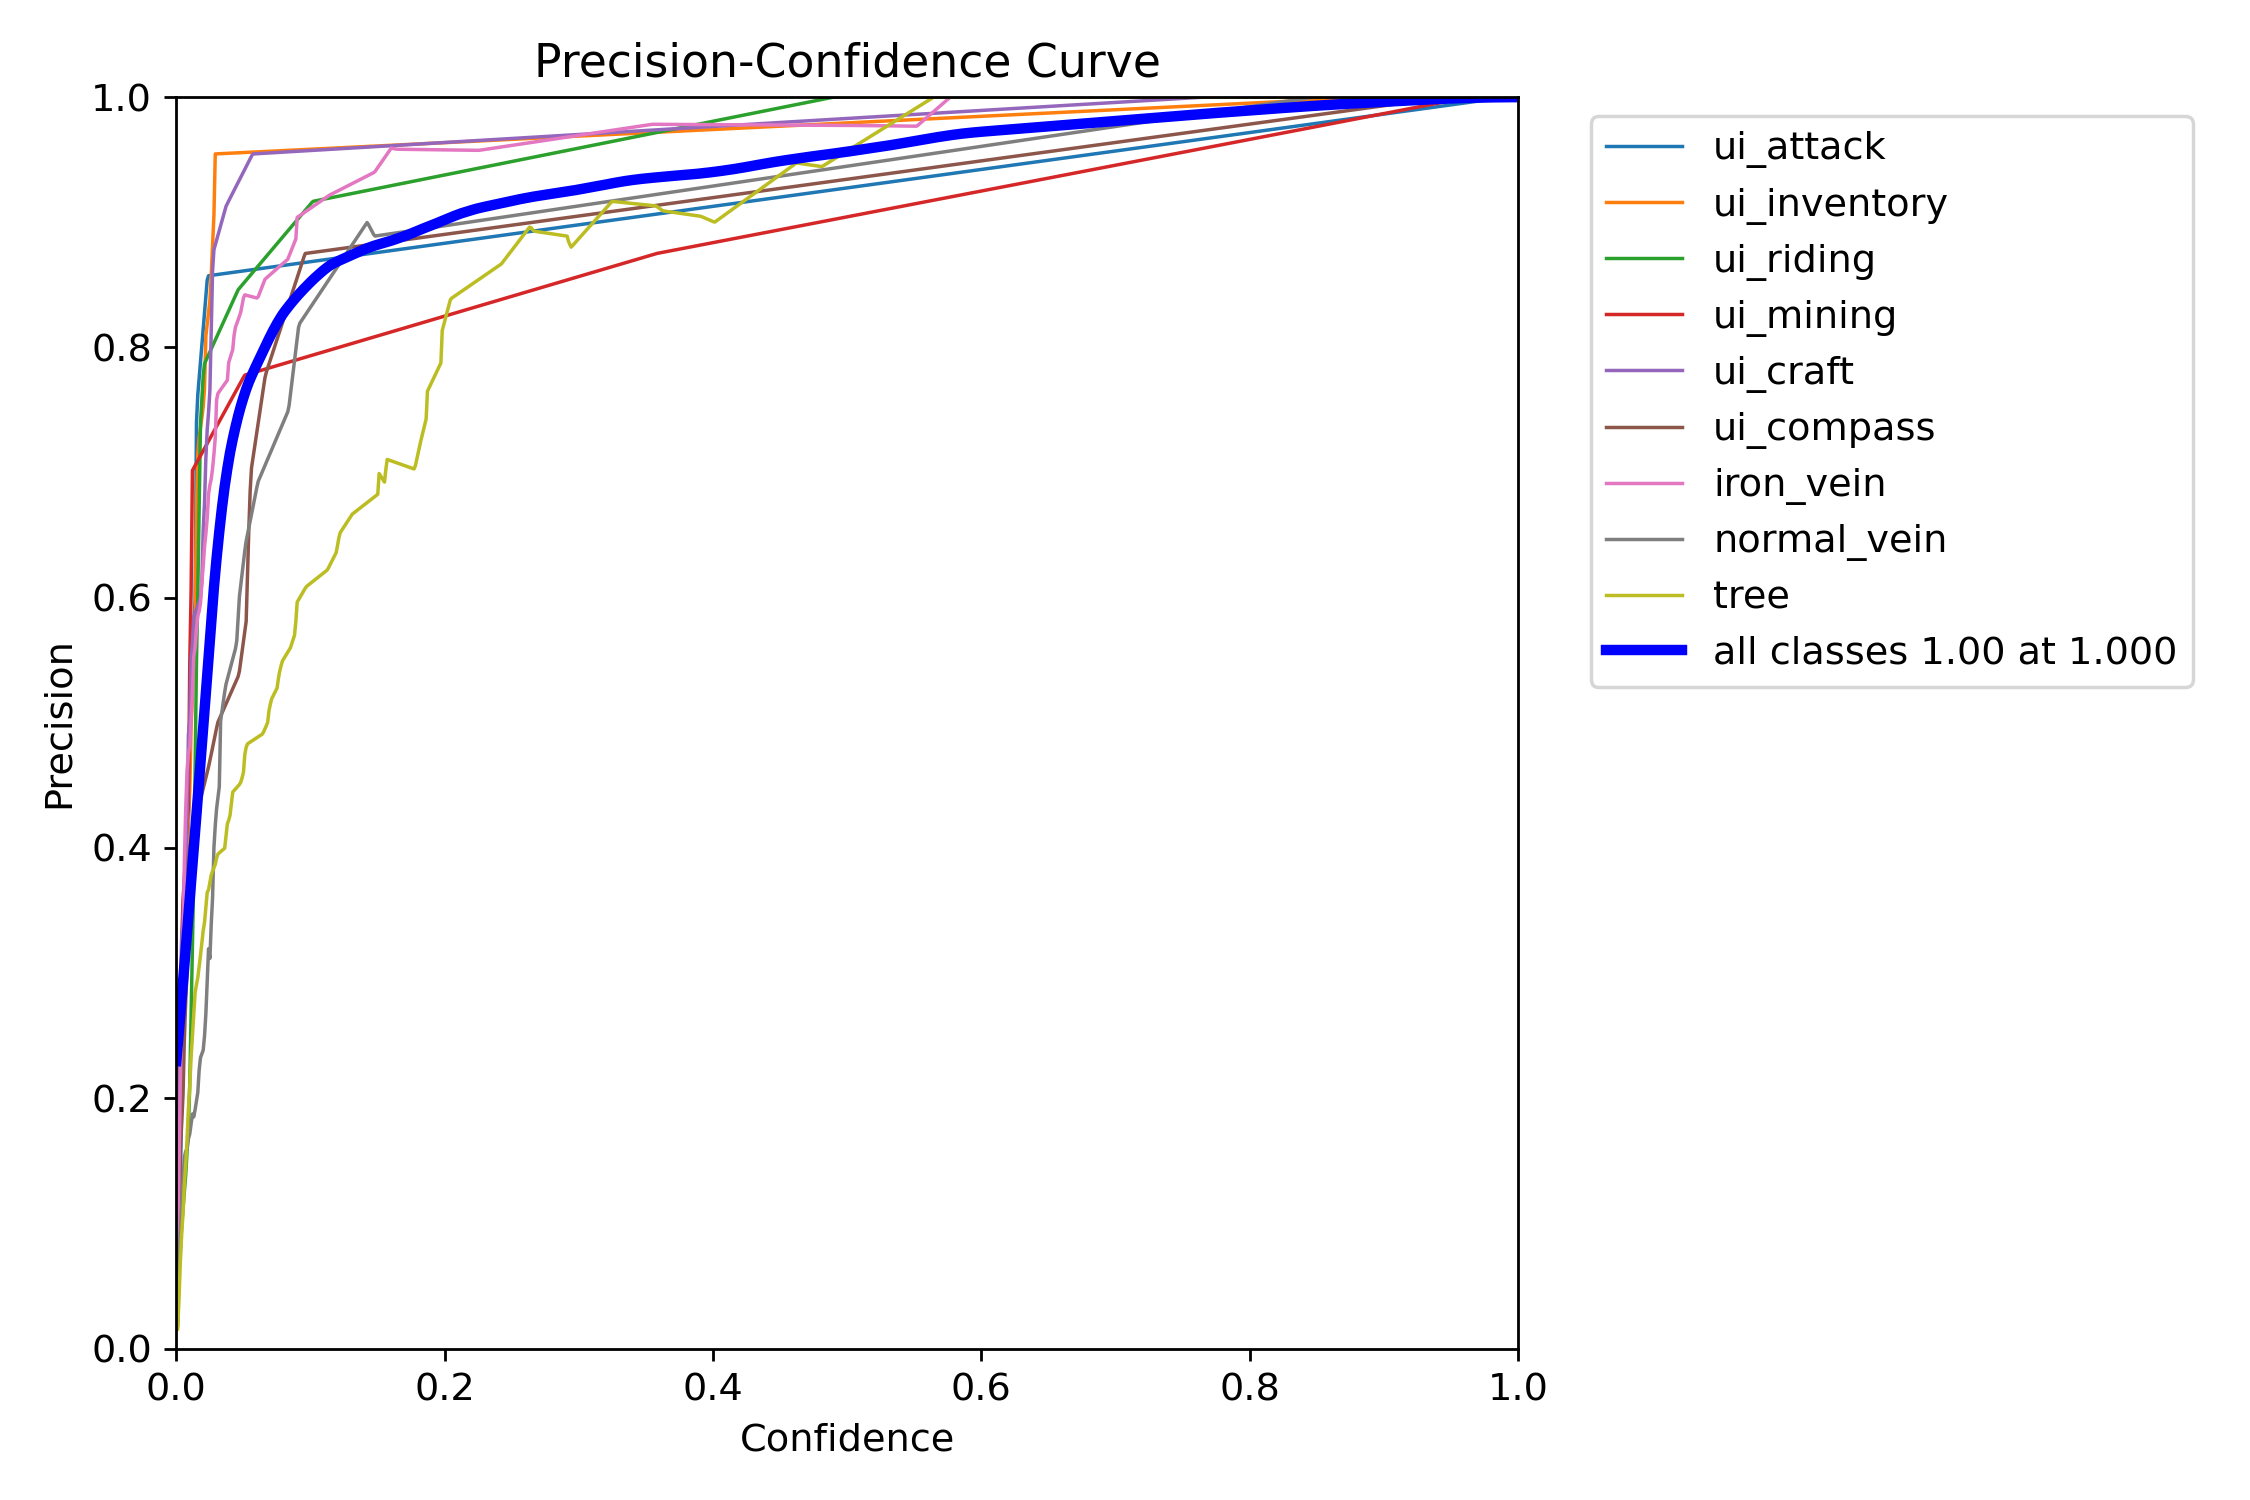 Precision-Confidence Curve
1.0
0.8
0.6
0.4
0.2
0.0
Precision
0.0 0.2 0.4 0.6 0.8 1.0
Confidence
ui_attack
ui_inventory
ui_riding
ui_mining
ui_craft
ui_compass
iron_vein
normal_vein
tree
all classes 1.00 at 1.000